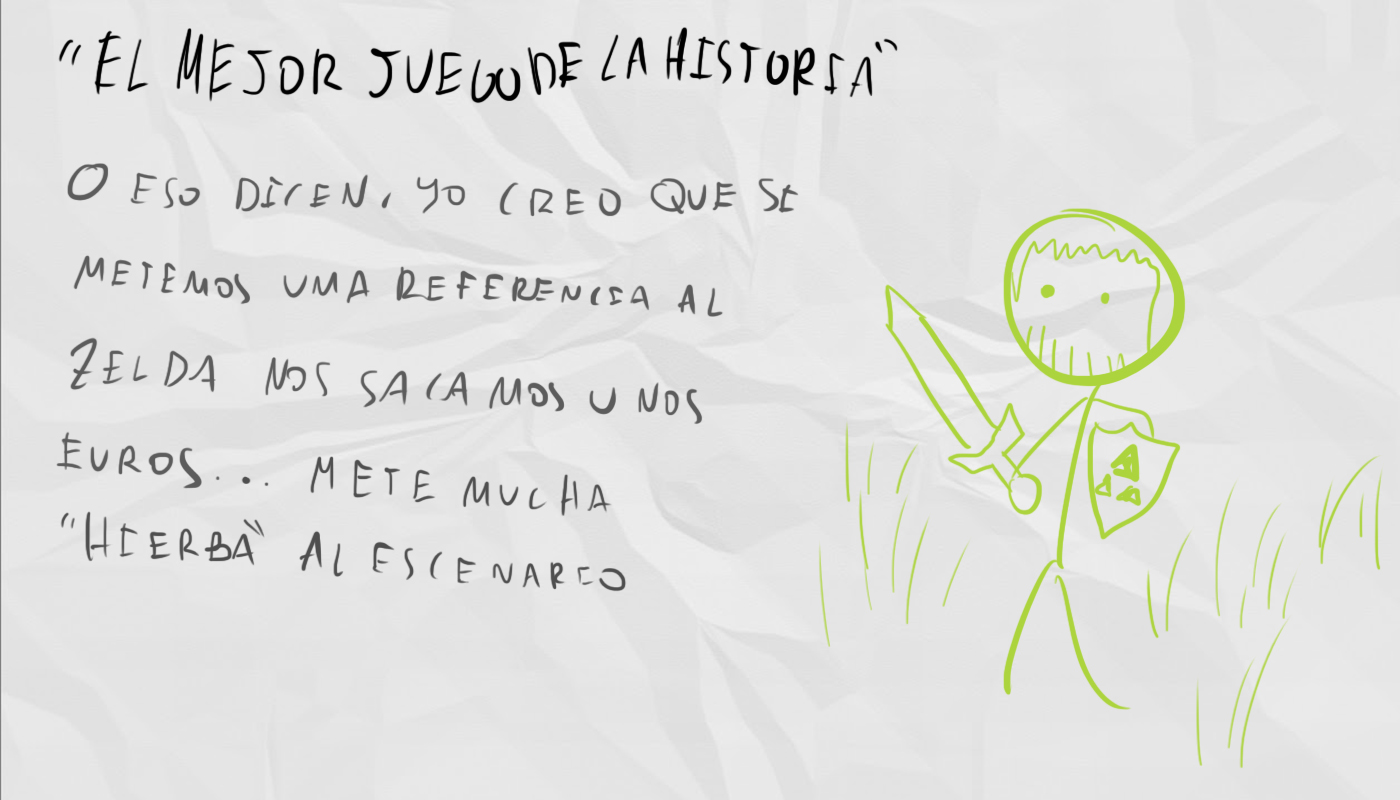 "EL MEJOR JUEGO DE LA HISTORIA"
O ESO DICEN, YO CREO QUE SI
METEMOS UMA REFERENCIA AL
ZELDA NOS SACAMOS UNOS
EUROS... METE MUCHA
"HIERBA" AL ESCENARIO